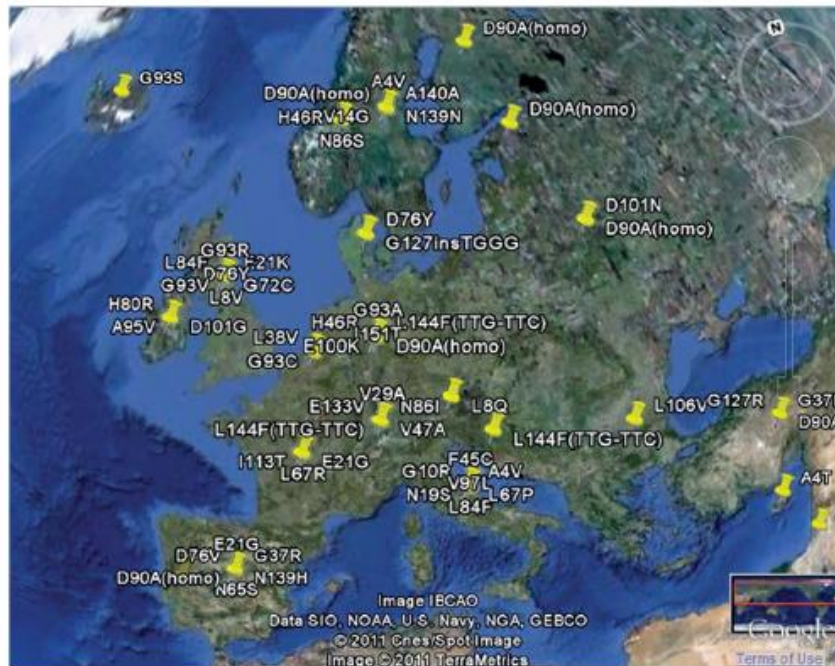 D90A(homo)
G93S
A4V
D90A(homo) A140A
H46RV14G N139N
N86S
D90A(homo)
D76Y
G127insTGGG
D101N
D90A(homo)
G93R
L84F E21K
D76Y
G93V G72C
L8V
H80R
A95V D101G
G93A
H46R L144F(TTG-TTC)
L38V I151T
E100K D90A(homo)
G93C
V29A
E133V N86I
V47A
L8Q
L144F(TTG-TTC)
L106V
G127R
D90A
A4T
L144F(TTG-TTC)
I113T E21G
L67R
F45C
G10R A4V
V97L
N19S L67P
L84F
E21G
D76V G37R
D90A(homo) N139H
N65S
Image IBCAO
Data SIO, NOAA, U.S. Navy, NGA, GEBCO
© 2011 Cnes/Spot Image
Image © 2011 TerraMetrics
Google
Terms of Use